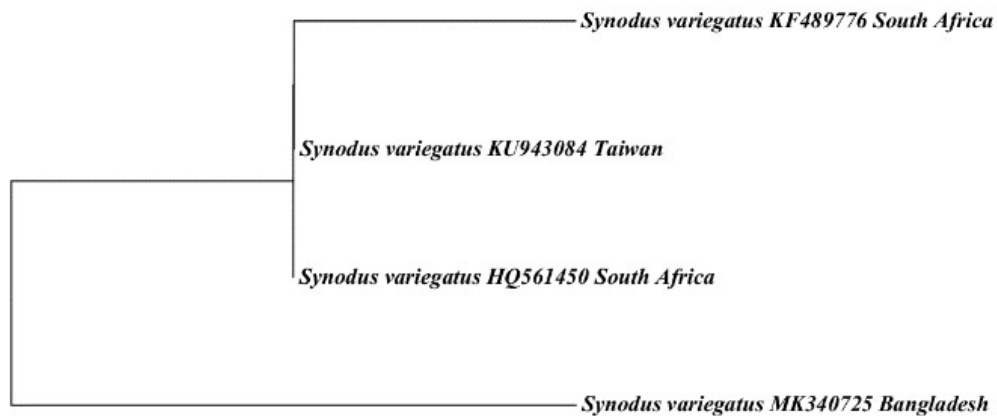 Synodus variegatus KF489776 South Africa
Synodus variegatus KU943084 Taiwan
Synodus variegatus HQ561450 South Africa
Synodus variegatus MK340725 Bangladesh